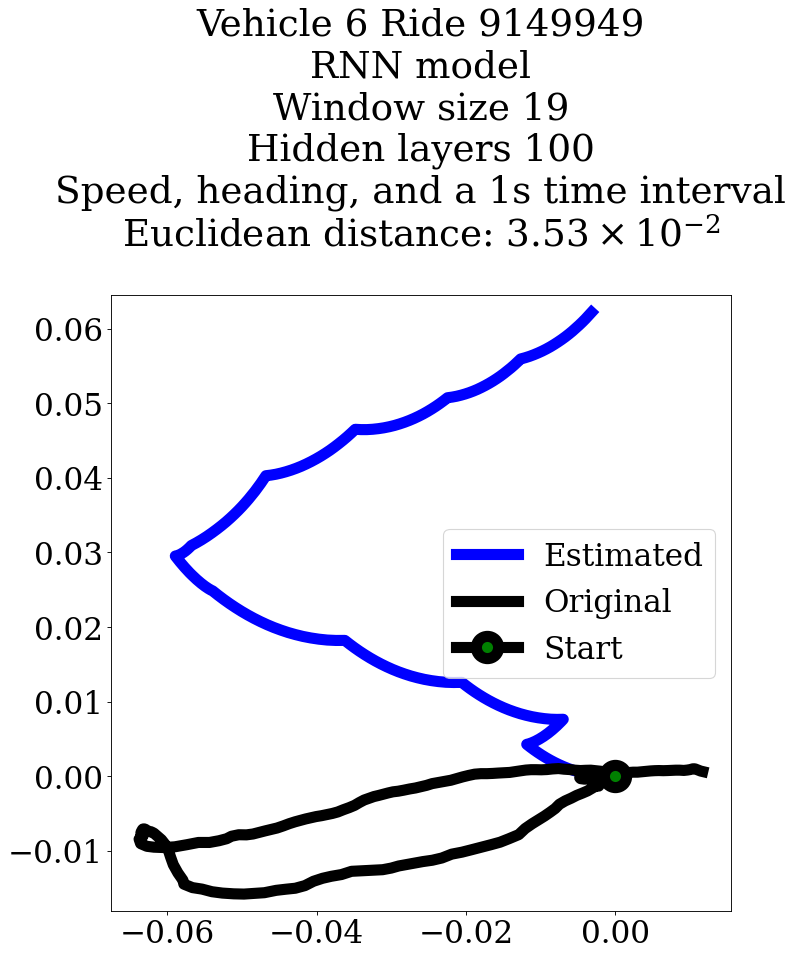 Vehicle 6 Ride 9149949
RNN model
Window size 19
Hidden layers 100
Speed, heading, and a 1s time interval
Euclidean distance: 3.53 × 10⁻²
0.06
0.05
0.04
0.03
0.02
0.01
0.00
−0.01
Estimated
Original
Start
−0.06 −0.04 −0.02 0.00